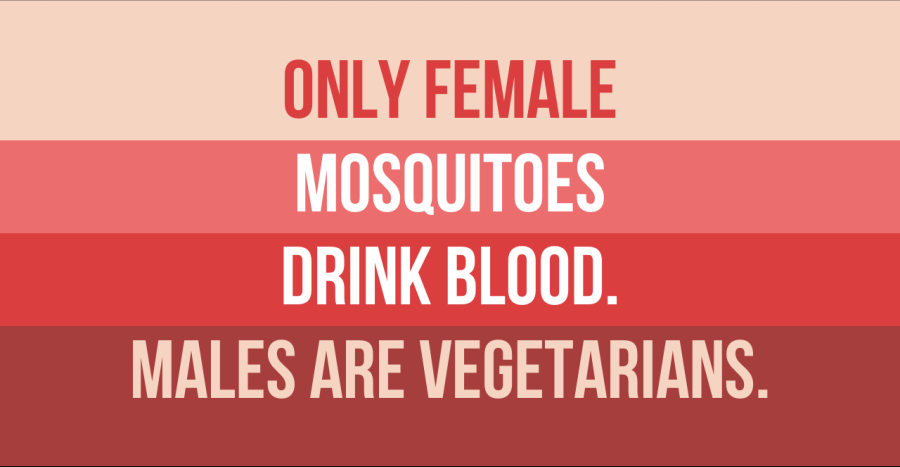 ONLY FEMALE
MOSQUITOES
DRINK BLOOD.
MALES ARE VEGETARIANS.